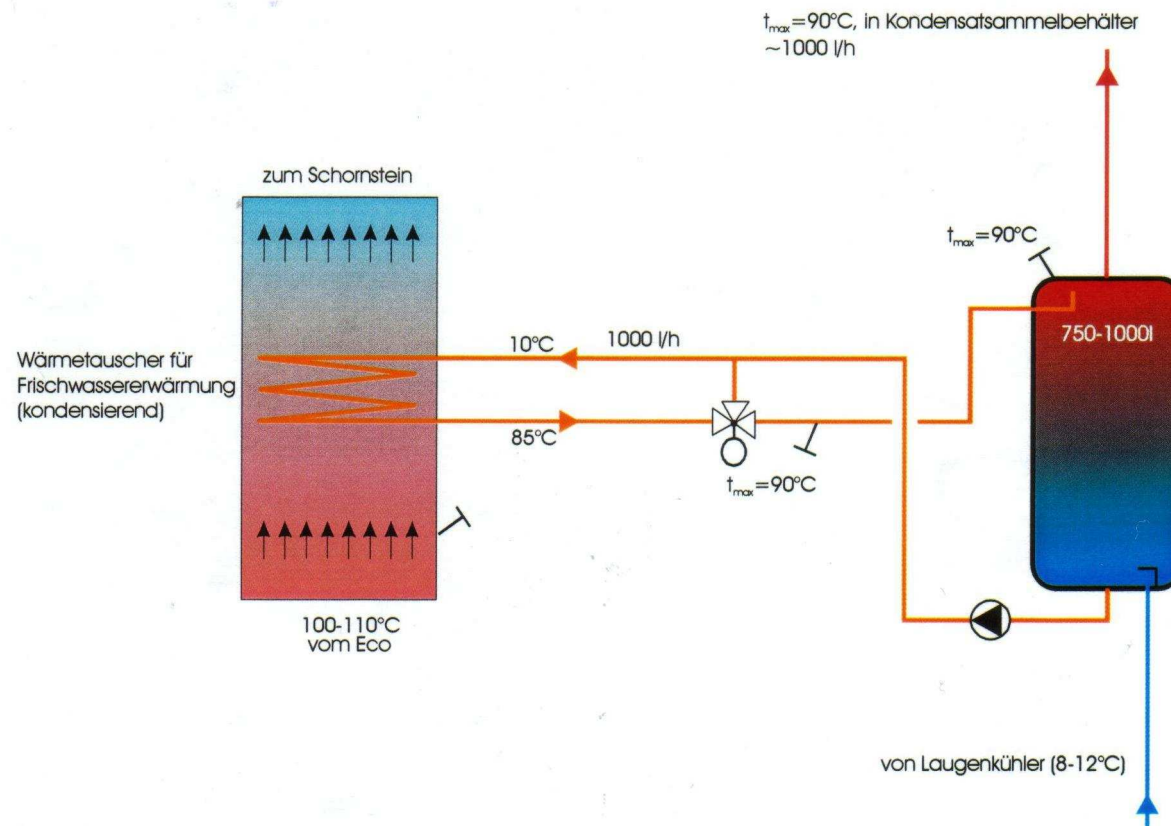 tmax=90°C, in Kondensatsammelbehälter
~1000 l/h
zum Schornstein
tmax=90°C
750-1000l
10°C
1000 l/h
Wärmetauscher für
Frischwassererwärmung
(kondensierend)
85°C
tmax=90°C
100-110°C
vom Eco
von Laugenkühler (8-12°C)